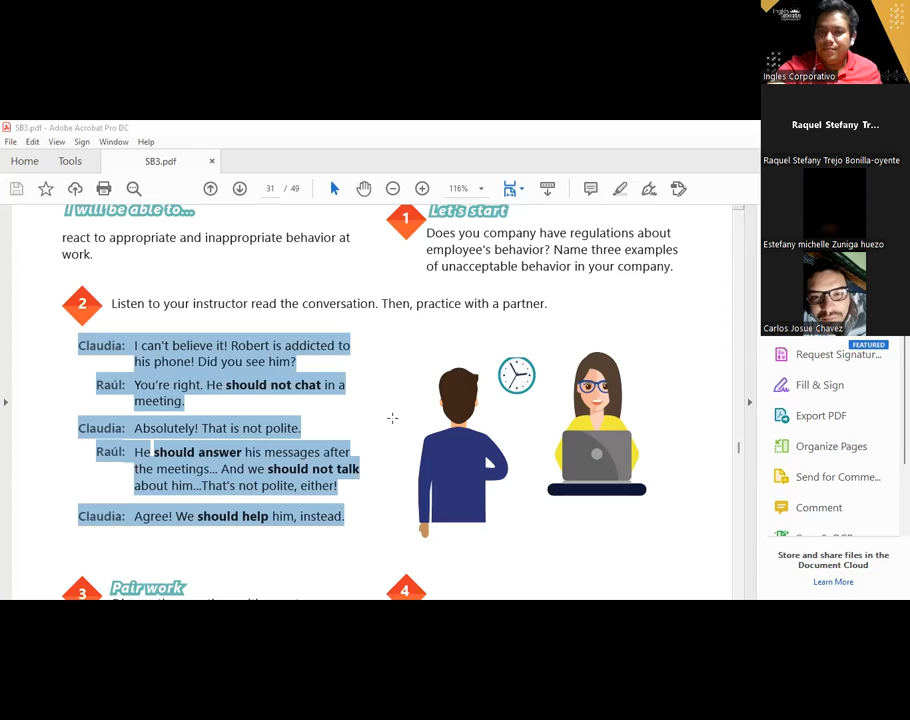 SB3.pdf - Adobe Acrobat Pro DC
File Edit View Sign Window Help
Home Tools SB3.pdf ×
31 / 49 116%
I will be able to...
react to appropriate and inappropriate behavior at
work.
1 Let's start
Does you company have regulations about
employee's behavior? Name three examples
of unacceptable behavior in your company.
2 Listen to your instructor read the conversation. Then, practice with a partner.
Claudia: I can't believe it! Robert is addicted to
his phone! Did you see him?
Raúl: You're right. He should not chat in a
meeting.
Claudia: Absolutely! That is not polite.
Raúl: He should answer his messages after
the meetings... And we should not talk
about him...That's not polite, either!
Claudia: Agree! We should help him, instead.
3 Pair work
4
Ingles Corporativo
Raquel Stefany Tr...
Raquel Stefany Trejo Bonilla-oyente
Estefany michelle Zuniga huezo
Carlos Josue Chavez
FEATURED
Request Signatur...
Fill & Sign
Export PDF
Organize Pages
Send for Comme...
Comment
Store and share files in the
Document Cloud
Learn More